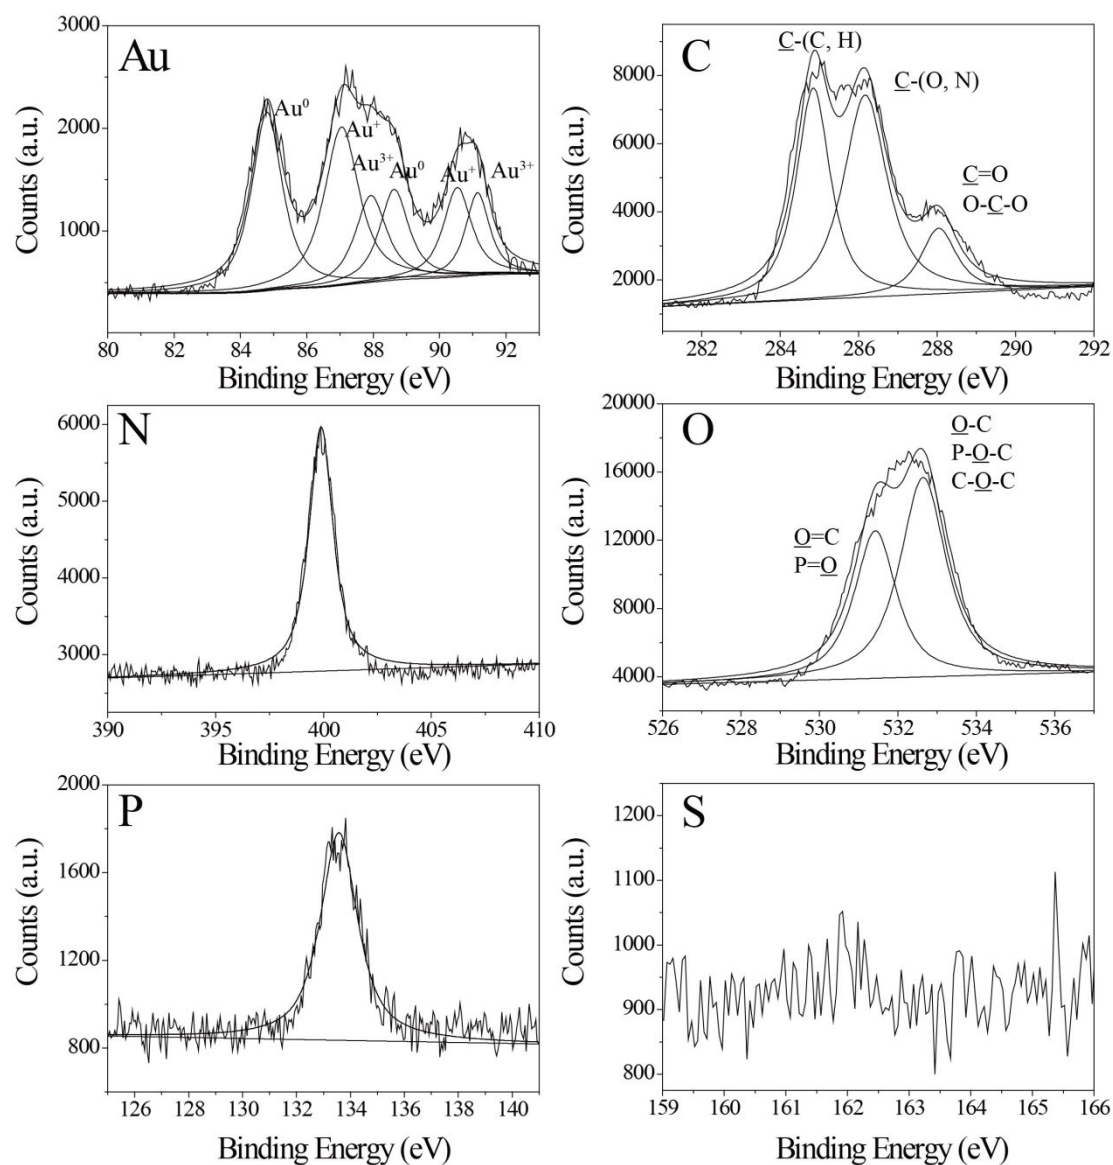 Au
Au⁰
Au⁺
Au³⁺
Au⁰
Au⁺
Au³⁺
3000
2000
1000
Counts (a.u.)
80 82 84 86 88 90 92
Binding Energy (eV)
C
C-(C, H)
C-(O, N)
C=O
O-C-O
8000
6000
4000
2000
Counts (a.u.)
282 284 286 288 290 292
Binding Energy (eV)
N
6000
5000
4000
3000
Counts (a.u.)
390 395 400 405 410
Binding Energy (eV)
O
O-C
P-O-C
C-O-C
O=C
P=O
20000
16000
12000
8000
4000
Counts (a.u.)
526 528 530 532 534 536
Binding Energy (eV)
P
2000
1600
1200
800
Counts (a.u.)
126 128 130 132 134 136 138 140
Binding Energy (eV)
S
1200
1100
1000
900
800
Counts (a.u.)
159 160 161 162 163 164 165 166
Binding Energy (eV)